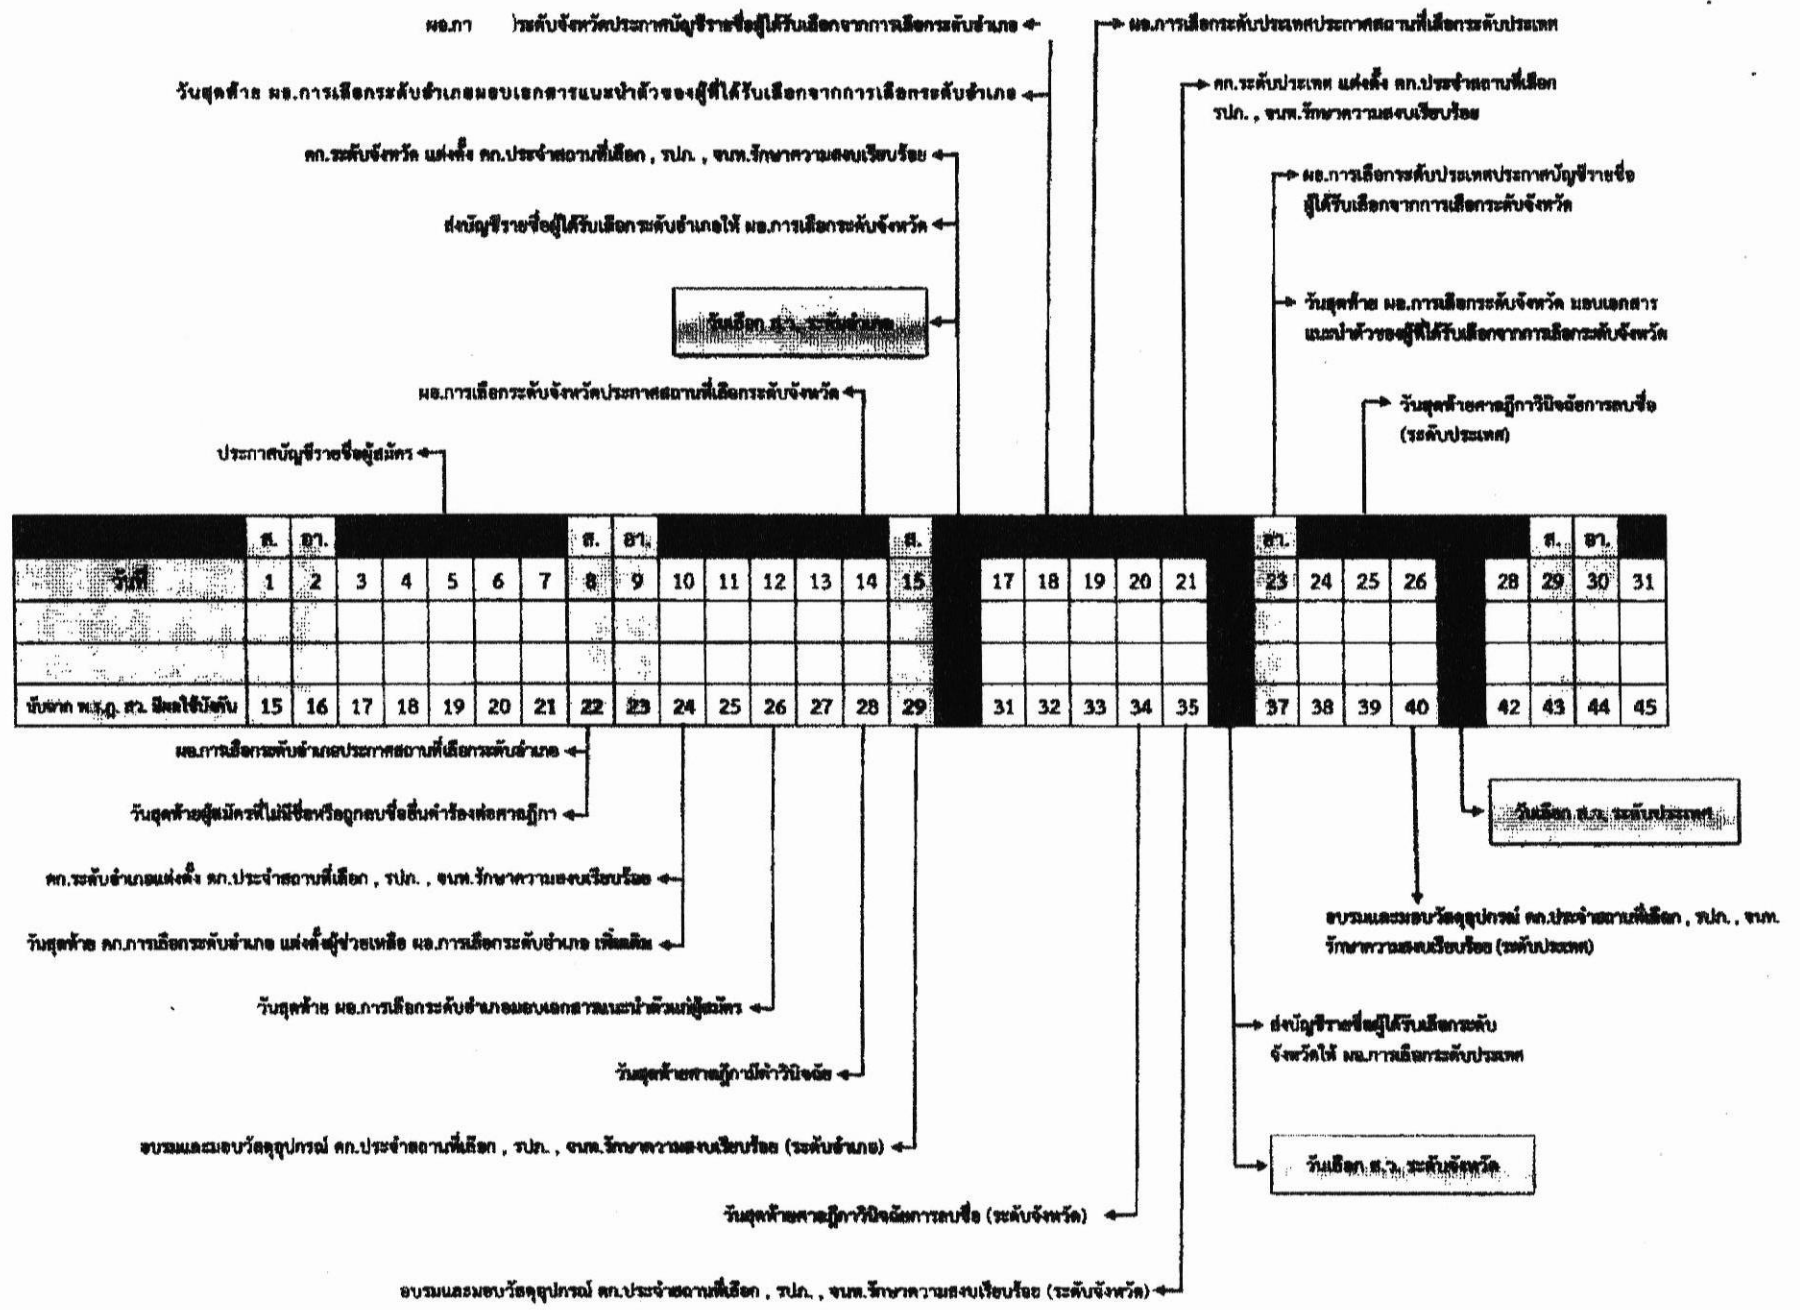 ผอ.กา )ระดับจังหวัดประกาศบัญชีรายชื่อผู้ได้รับเลือกจากการเลือกระดับอำเภอ
ผอ.การเลือกระดับประเทศประกาศสถานที่เลือกระดับประเทศ
วันสุดท้าย ผอ.การเลือกระดับอำเภอมอบเอกสารแนะนำตัวของผู้ที่ได้รับเลือกจากการเลือกระดับอำเภอ
คก.ระดับประเทศ แต่งตั้ง คก.ประจำสถานที่เลือก
รปภ. , จนท.รักษาความสงบเรียบร้อย
คก.ระดับจังหวัด แต่งตั้ง คก.ประจำสถานที่เลือก , รปภ. , จนท.รักษาความสงบเรียบร้อย
ผอ.การเลือกระดับประเทศประกาศบัญชีรายชื่อ
ผู้ได้รับเลือกจากการเลือกระดับจังหวัด
ส่งบัญชีรายชื่อผู้ได้รับเลือกระดับอำเภอให้ ผอ.การเลือกระดับจังหวัด
วันเลือก ส.ว. ระดับอำเภอ
วันสุดท้าย ผอ.การเลือกระดับจังหวัด มอบเอกสาร
แนะนำตัวของผู้ที่ได้รับเลือกจากการเลือกระดับจังหวัด
ผอ.การเลือกระดับจังหวัดประกาศสถานที่เลือกระดับจังหวัด
วันสุดท้ายศาลฎีกาวินิจฉัยการลบชื่อ
(ระดับประเทศ)
ประกาศบัญชีรายชื่อผู้สมัคร
ส. อา. ส. อา. ส. อา. ส. อา.
วันที่ 1 2 3 4 5 6 7 8 9 10 11 12 13 14 15 17 18 19 20 21 23 24 25 26 28 29 30 31
นับจาก พ.ร.ฎ. สว. มีผลใช้บังคับ 15 16 17 18 19 20 21 22 23 24 25 26 27 28 29 31 32 33 34 35 37 38 39 40 42 43 44 45
ผอ.การเลือกระดับอำเภอประกาศสถานที่เลือกระดับอำเภอ
วันสุดท้ายผู้สมัครที่ไม่มีชื่อหรือถูกลบชื่อยื่นคำร้องต่อศาลฎีกา
วันเลือก ส.ว. ระดับประเทศ
คก.ระดับอำเภอแต่งตั้ง คก.ประจำสถานที่เลือก , รปภ. , จนท.รักษาความสงบเรียบร้อย
อบรมและมอบวัสดุอุปกรณ์ คก.ประจำสถานที่เลือก , รปภ. , จนท.
รักษาความสงบเรียบร้อย (ระดับประเทศ)
วันสุดท้าย คก.การเลือกระดับอำเภอ แต่งตั้งผู้ช่วยเหลือ ผอ.การเลือกระดับอำเภอ เพิ่มเติม
วันสุดท้าย ผอ.การเลือกระดับอำเภอมอบเอกสารแนะนำตัวแก่ผู้สมัคร
ส่งบัญชีรายชื่อผู้ได้รับเลือกระดับ
จังหวัดให้ ผอ.การเลือกระดับประเทศ
วันสุดท้ายศาลฎีกามีคำวินิจฉัย
อบรมและมอบวัสดุอุปกรณ์ คก.ประจำสถานที่เลือก , รปภ. , จนท.รักษาความสงบเรียบร้อย (ระดับอำเภอ)
วันเลือก ส.ว. ระดับจังหวัด
วันสุดท้ายศาลฎีกาวินิจฉัยการลบชื่อ (ระดับจังหวัด)
อบรมและมอบวัสดุอุปกรณ์ คก.ประจำสถานที่เลือก , รปภ. , จนท.รักษาความสงบเรียบร้อย (ระดับจังหวัด)